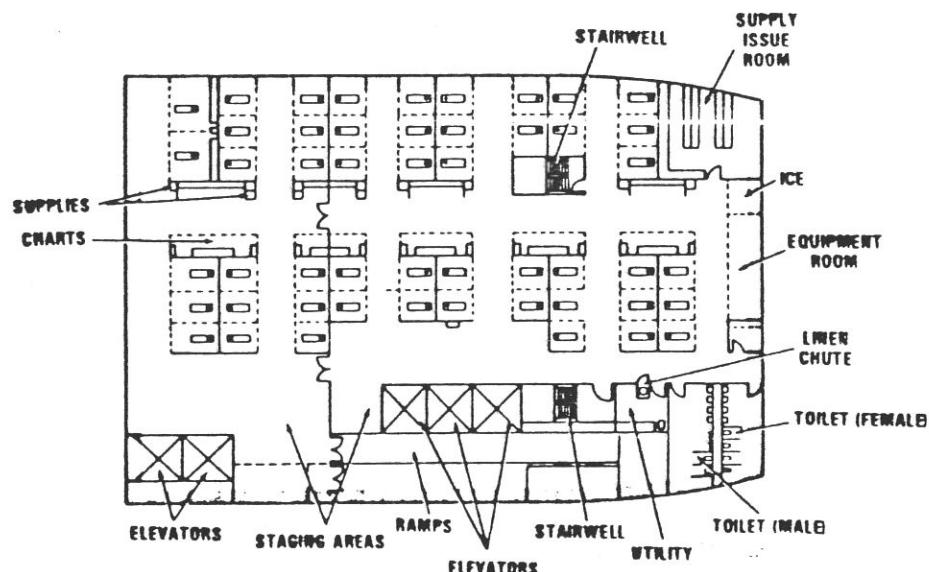 STAIRWELL
SUPPLY
ISSUE
ROOM
ICE
SUPPLIES
CHARTS
EQUIPMENT
ROOM
LINEN
CHUTE
TOILET (FEMALE)
TOILET (MALE)
ELEVATORS
STAGING AREAS
RAMPS
ELEVATORS
STAIRWELL
UTILITY